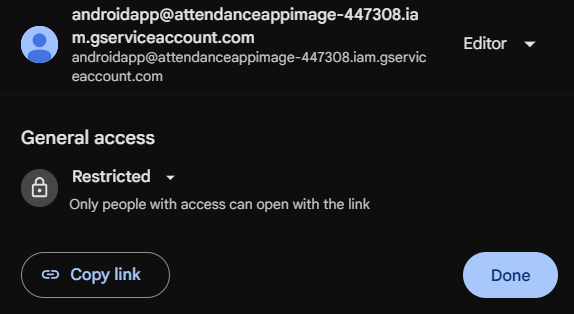 androidapp@attendanceappimage-447308.ia
m.gserviceaccount.com
Editor
androidapp@attendanceappimage-447308.iam.gservic
eaccount.com
General access
Restricted
Only people with access can open with the link
Copy link
Done